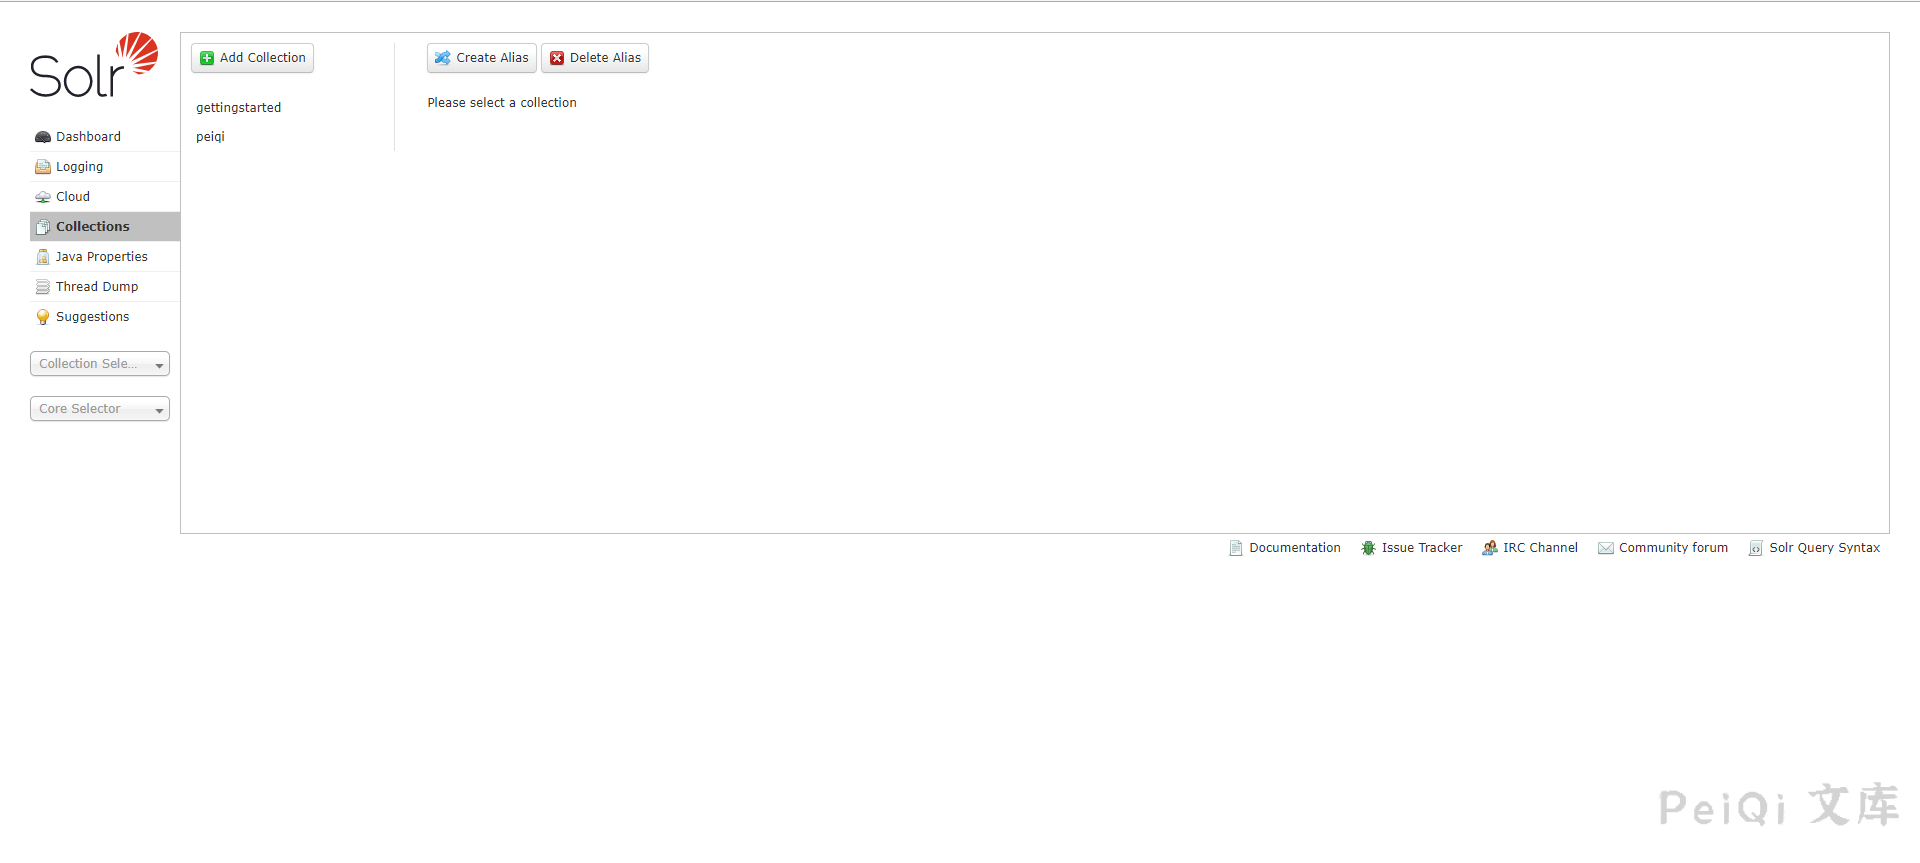 Solr
Dashboard
Logging
Cloud
Collections
Java Properties
Thread Dump
Suggestions
Collection Sele...
Core Selector
Add Collection
gettingstarted
peiqi
Create Alias Delete Alias
Please select a collection
Documentation Issue Tracker IRC Channel Community forum Solr Query Syntax
PeiQi 文库